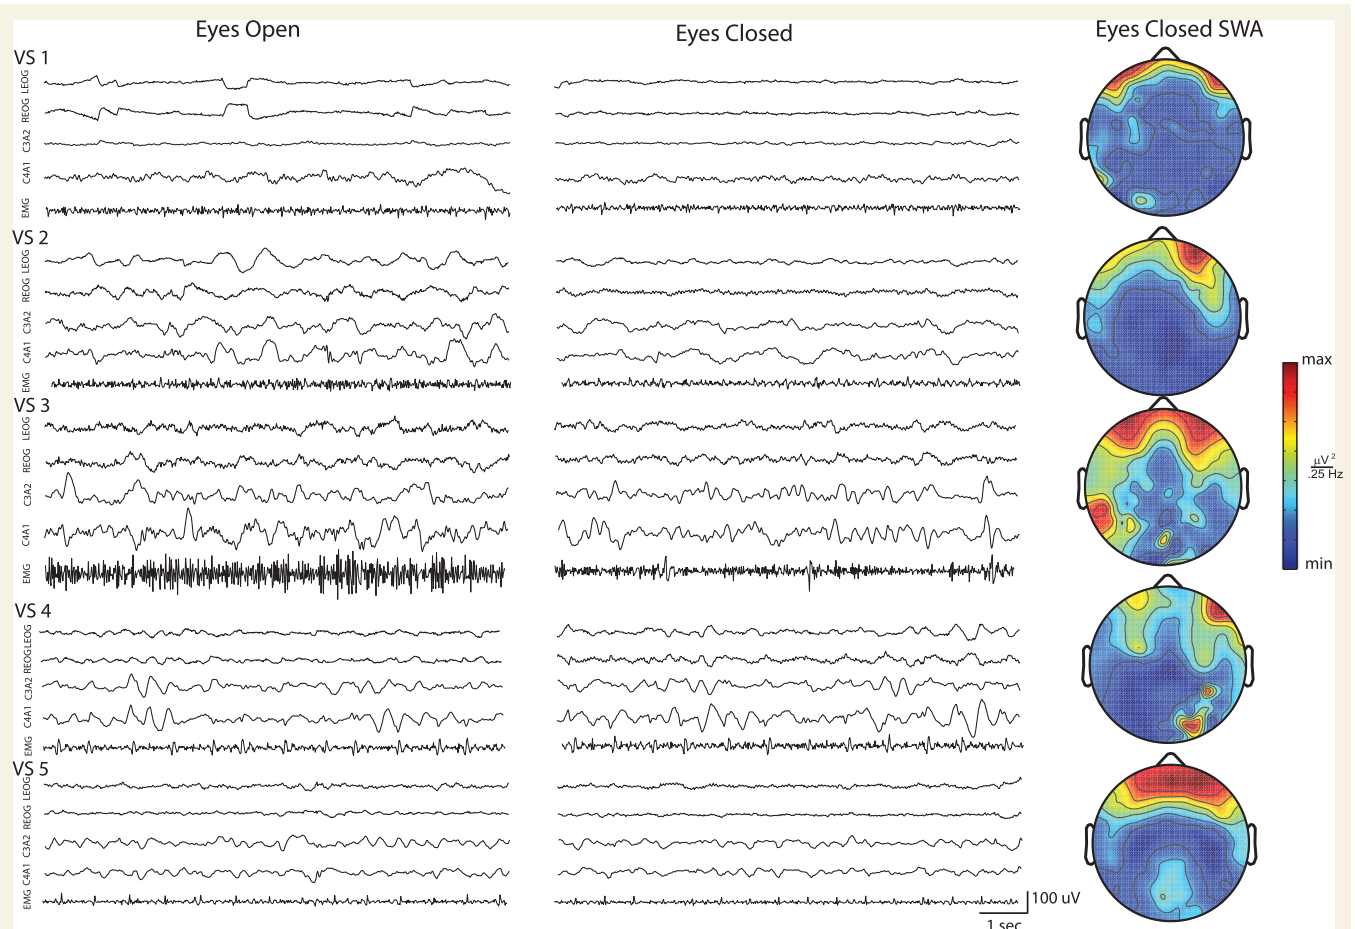 Eyes Open
Eyes Closed
Eyes Closed SWA
VS 1
LEOG
REOG
C3A2
C4A1
EMG
VS 2
LEOG
REOG
C3A2
C4A1
EMG
VS 3
LEOG
REOG
C3A2
C4A1
EMG
max
μV²
.25 Hz
min
VS 4
LEOG
REOG
C3A2
C4A1
EMG
VS 5
LEOG
REOG
C3A2
C4A1
EMG
100 uV
1 sec